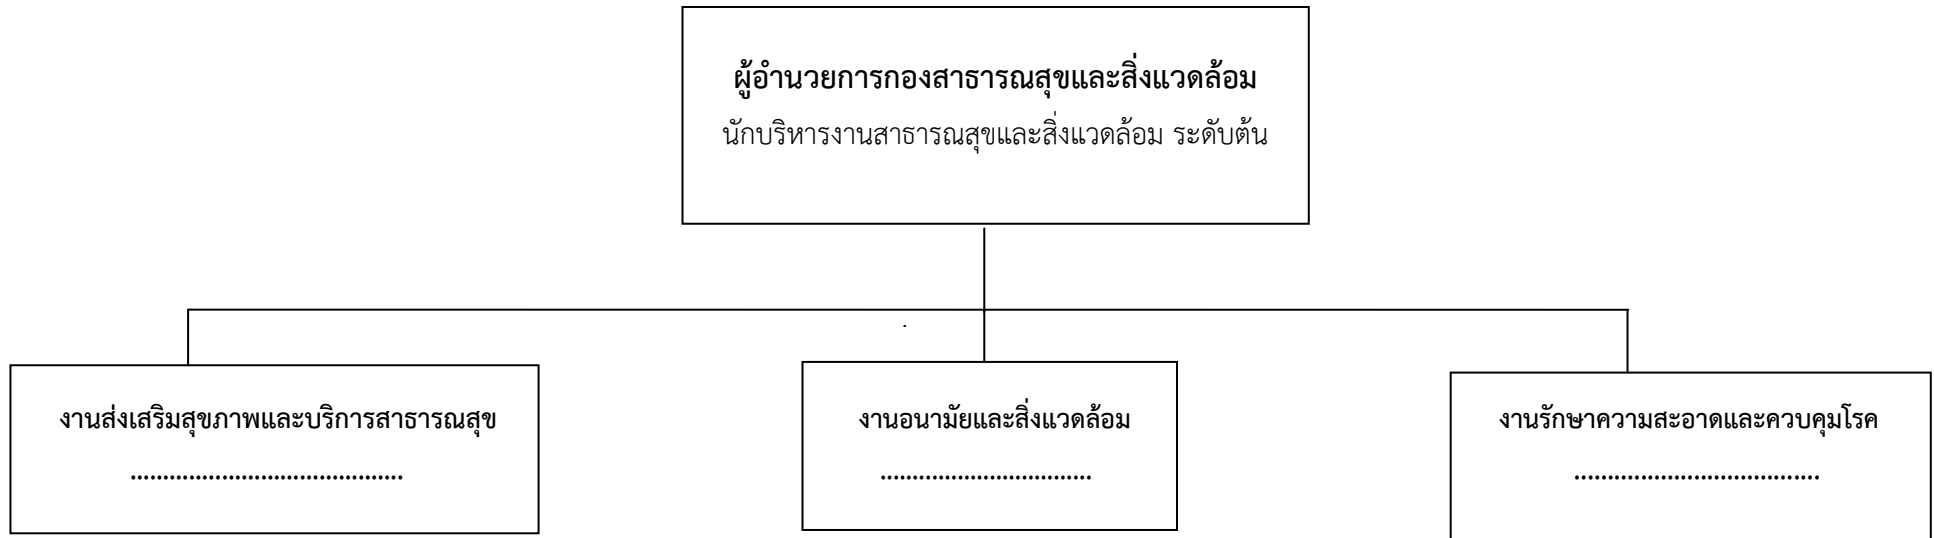 ผู้อำนวยการกองสาธารณสุขและสิ่งแวดล้อม
นักบริหารงานสาธารณสุขและสิ่งแวดล้อม ระดับต้น
งานส่งเสริมสุขภาพและบริการสาธารณสุข
..........................................
งานอนามัยและสิ่งแวดล้อม
.................................
งานรักษาความสะอาดและควบคุมโรค
.....................................